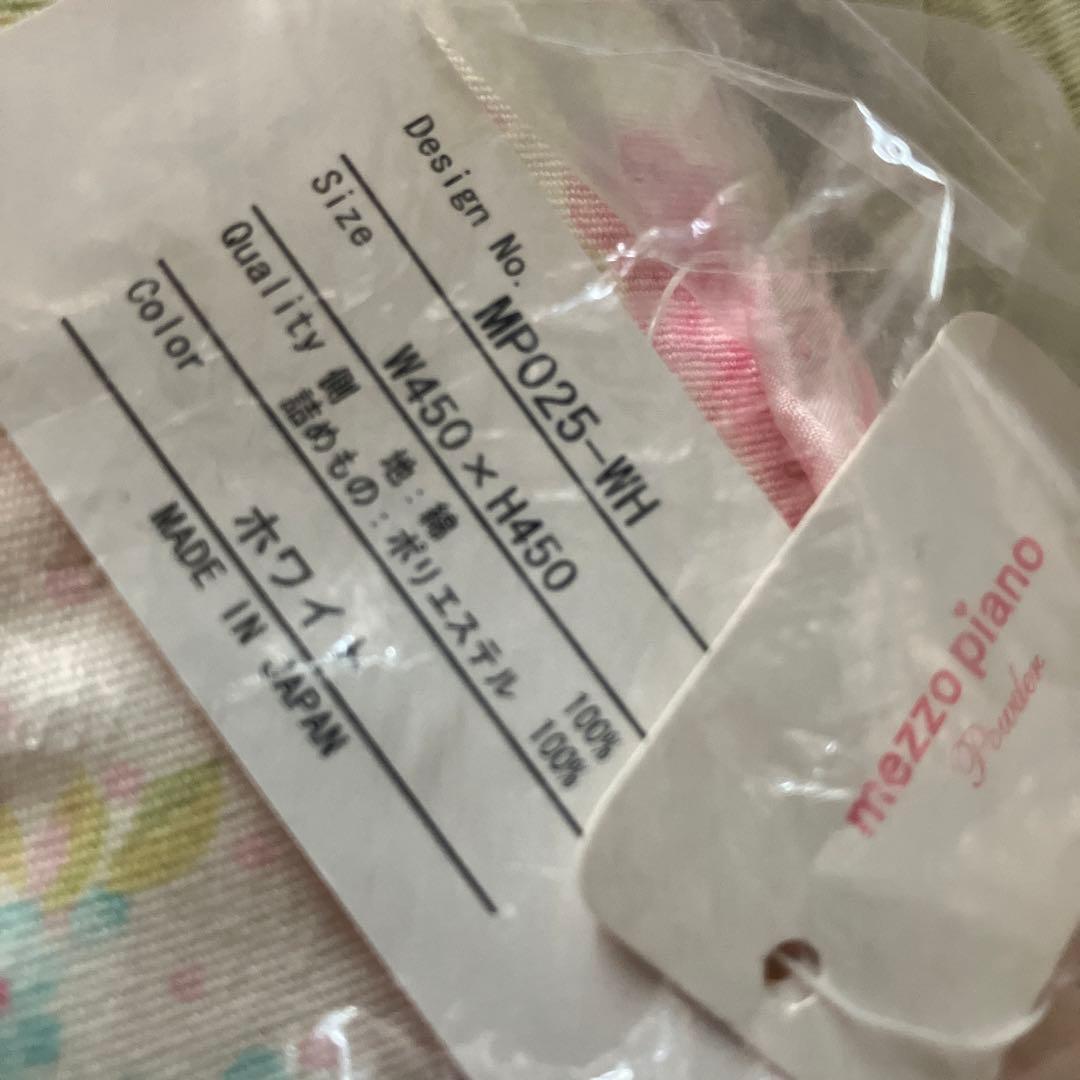 Design No. MP025-WH
Size W450×H450
Quality 側 地:綿 100%
詰めもの:ポリエステル 100%
Color ホワイト
MADE IN JAPAN
mezzo piano
Powder